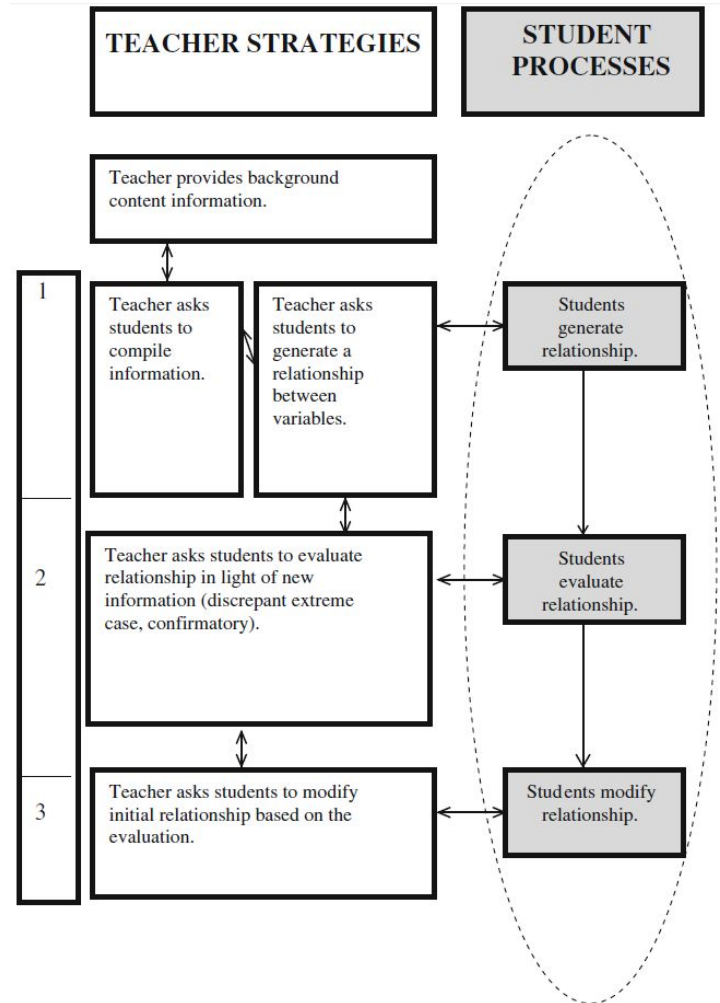 TEACHER STRATEGIES
STUDENT
PROCESSES
Teacher provides background
content information.
1
Teacher asks
students to
compile
information.
Teacher asks
students to
generate a
relationship
between
variables.
Students
generate
relationship.
2
Teacher asks students to evaluate
relationship in light of new
information (discrepant extreme
case, confirmatory).
Students
evaluate
relationship.
3
Teacher asks students to modify
initial relationship based on the
evaluation.
Students modify
relationship.